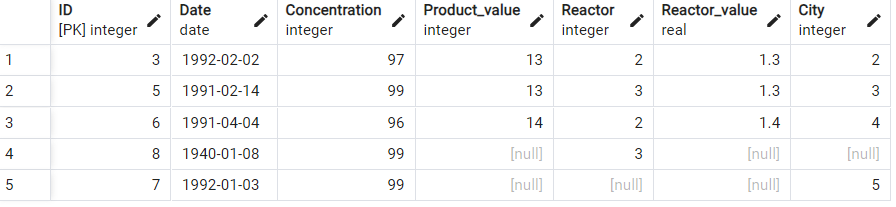 ID Date Concentration Product_value Reactor Reactor_value City
[PK] integer date integer integer integer real integer
1 3 1992-02-02 97 13 2 1.3 2
2 5 1991-02-14 99 13 3 1.3 3
3 6 1991-04-04 96 14 2 1.4 4
4 8 1940-01-08 99 [null] 3 [null] [null]
5 7 1992-01-03 99 [null] [null] [null] 5